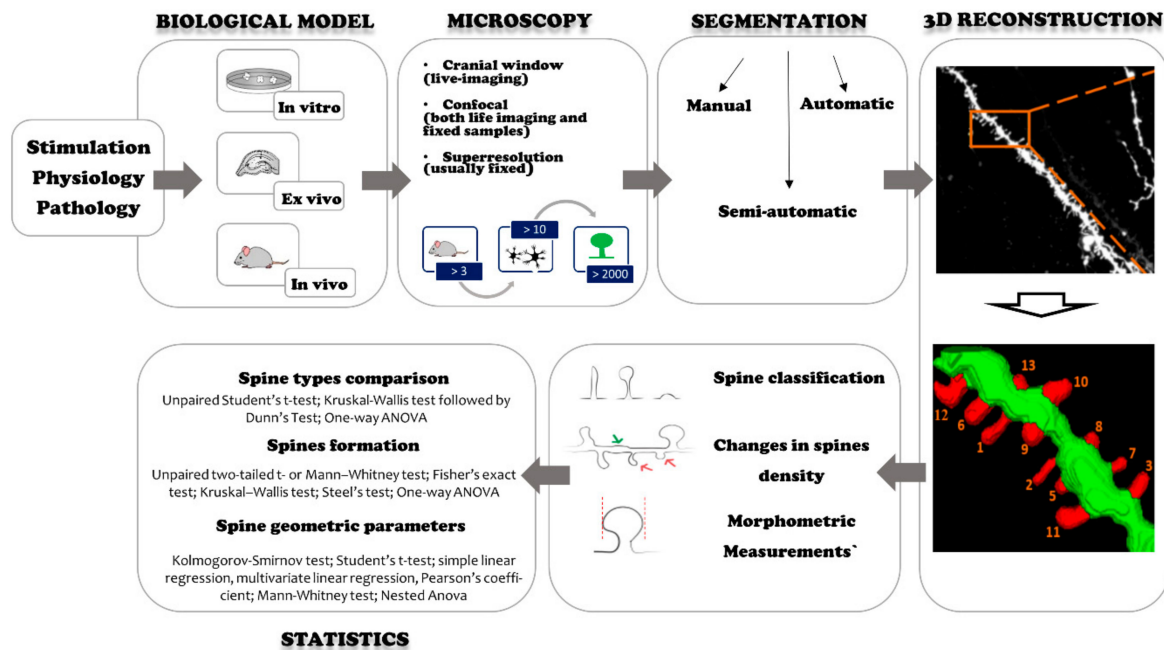 BIOLOGICAL MODEL
MICROSCOPY
SEGMENTATION
3D RECONSTRUCTION
Stimulation
Physiology
Pathology
In vitro
Ex vivo
In vivo
• Cranial window
(live-imaging)
• Confocal
(both life imaging and
fixed samples)
• Superresolution
(usually fixed)
> 3
> 10
> 2000
Manual
Automatic
Semi-automatic
13
10
12
6
1
9
8
7
3
2
5
11
Spine classification
Changes in spines
density
Morphometric
Measurements`
Spine types comparison
Unpaired Student's t-test; Kruskal-Wallis test followed by
Dunn's Test; One-way ANOVA
Spines formation
Unpaired two-tailed t- or Mann–Whitney test; Fisher's exact
test; Kruskal–Wallis test; Steel's test; One-way ANOVA
Spine geometric parameters
Kolmogorov-Smirnov test; Student's t-test; simple linear
regression, multivariate linear regression, Pearson's coeffi-
cient; Mann-Whitney test; Nested Anova
STATISTICS